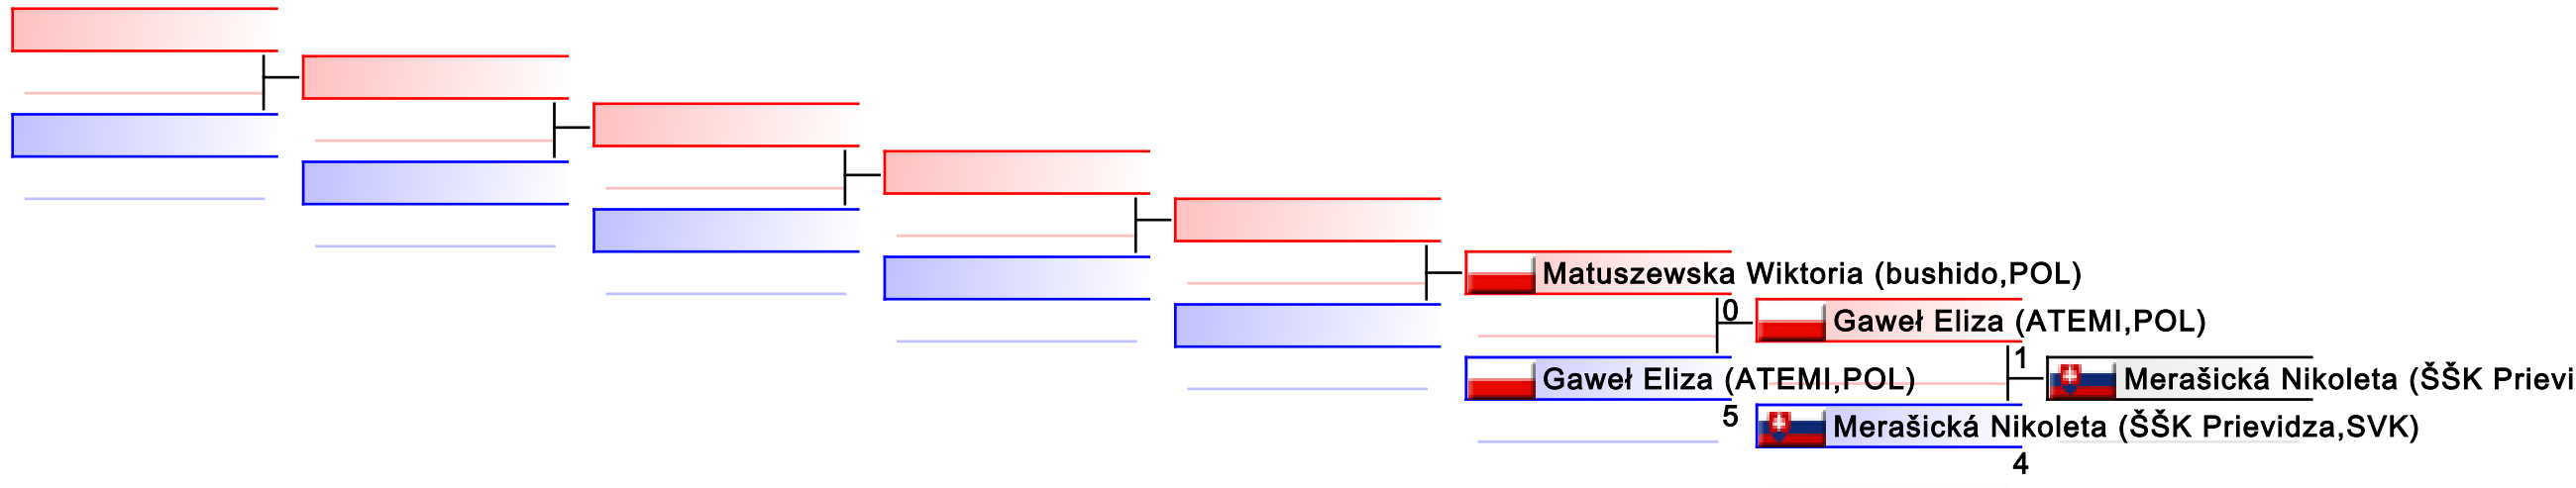 Matuszewska Wiktoria (bushido,POL)
0
Gaweł Eliza (ATEMI,POL)
5
Gaweł Eliza (ATEMI,POL)
1
Merašická Nikoleta (ŠŠK Prievidza,SVK)
4
Merašická Nikoleta (ŠŠK Prievi